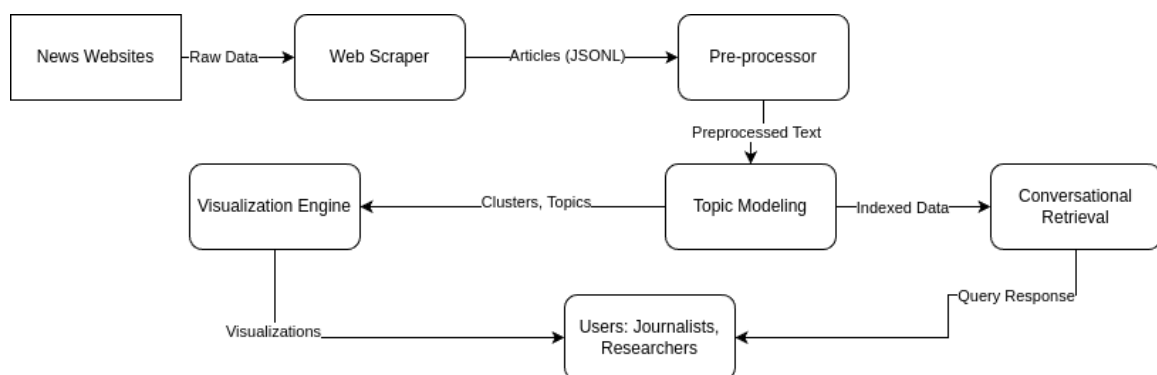 News Websites
Raw Data
Web Scraper
Articles (JSONL)
Pre-processor
Preprocessed Text
Visualization Engine
Clusters, Topics
Topic Modeling
Indexed Data
Conversational
Retrieval
Visualizations
Users: Journalists,
Researchers
Query Response